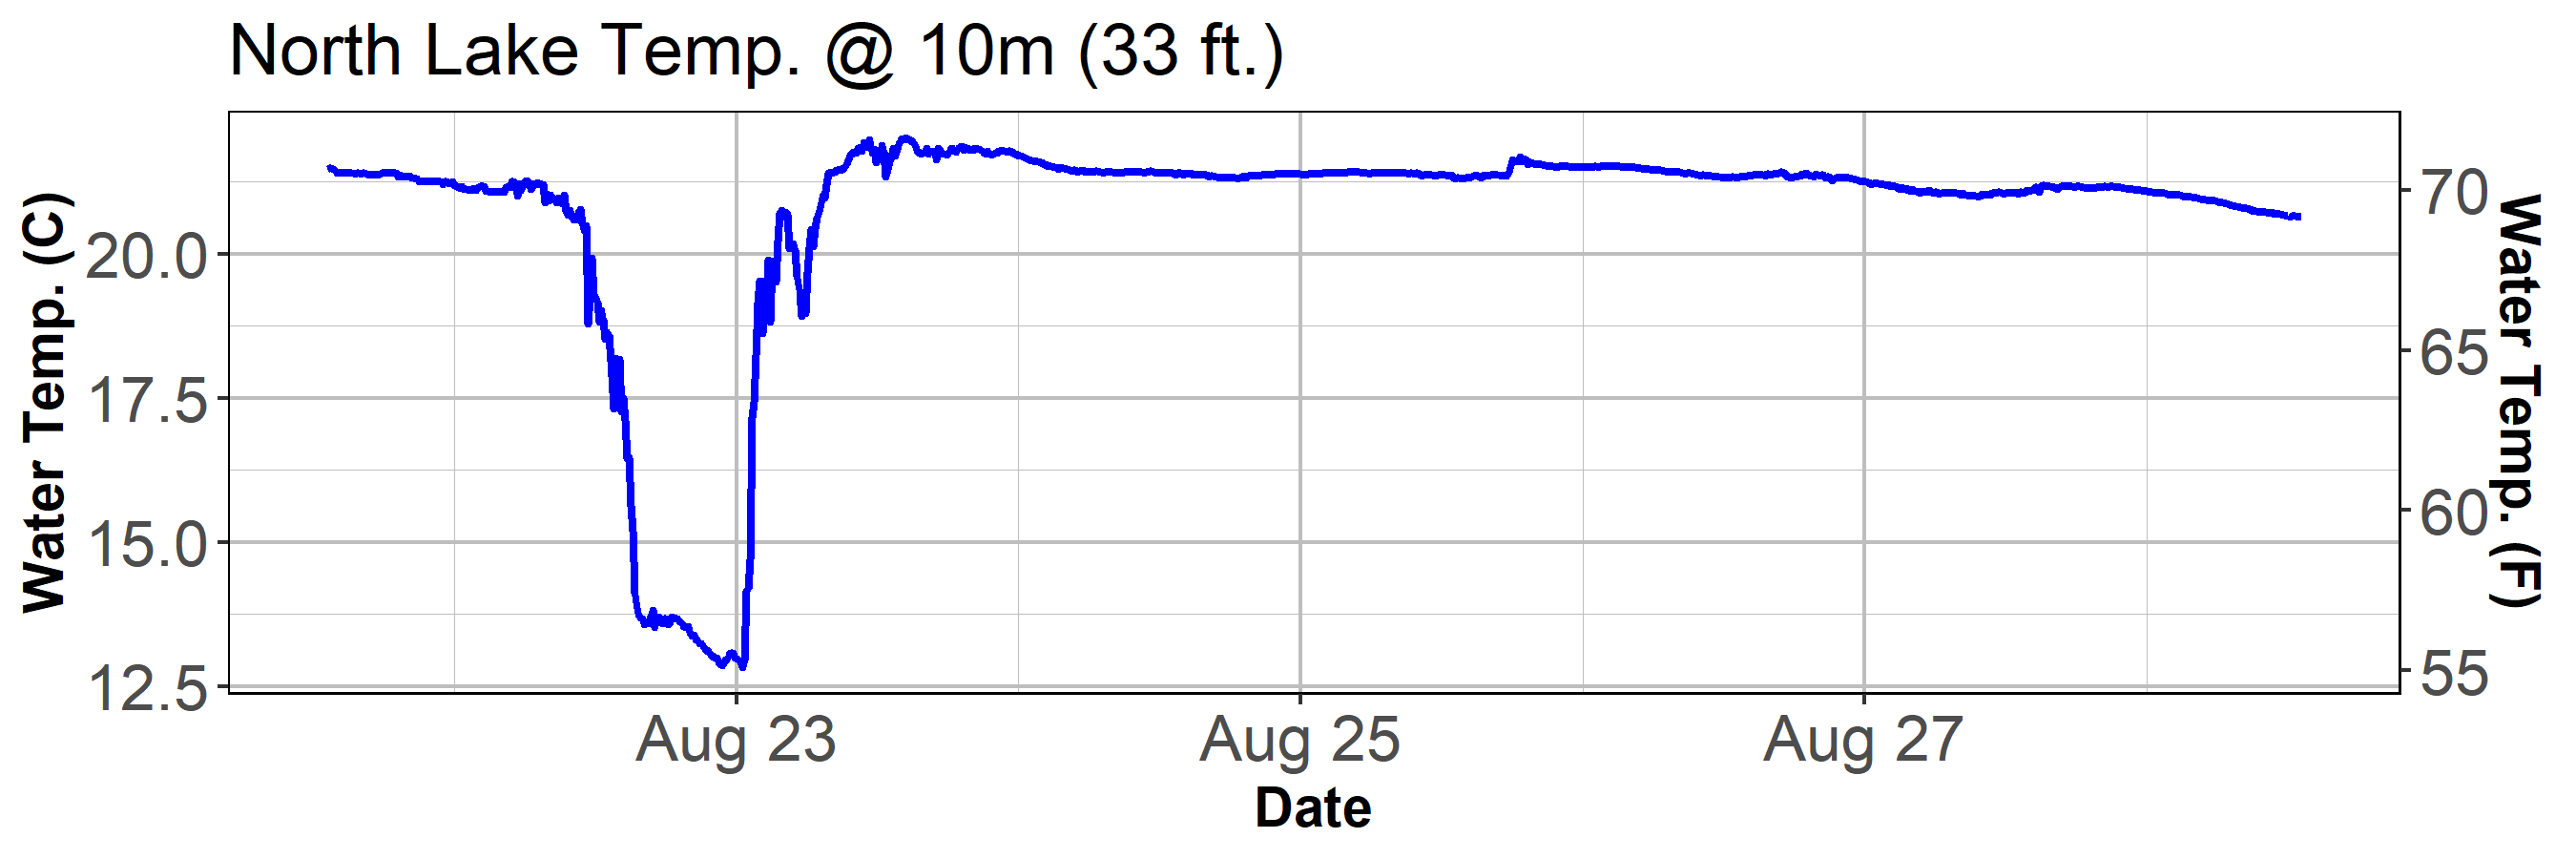 North Lake Temp. @ 10m (33 ft.)
Water Temp. (C)
20.0
17.5
15.0
12.5
70
65
60
55
Water Temp. (F)
Aug 23
Aug 25
Aug 27
Date